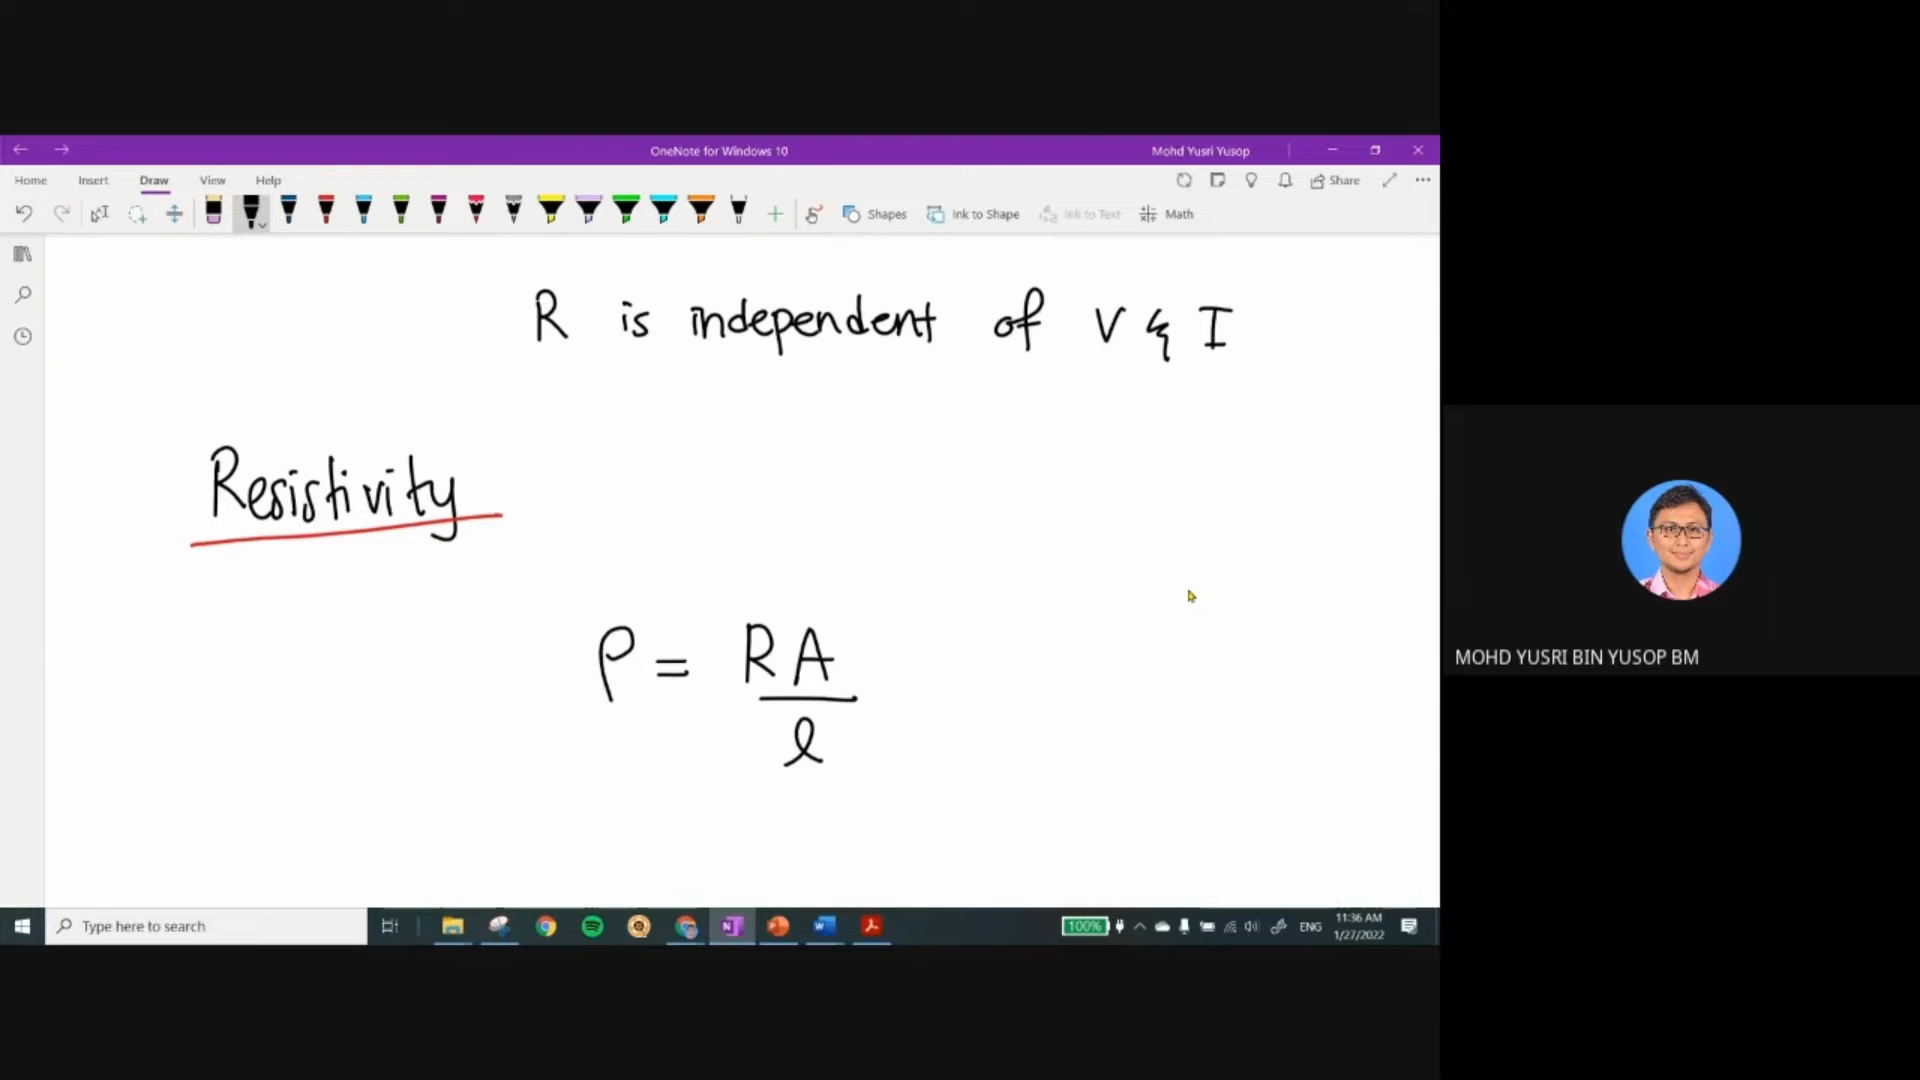 OneNote for Windows 10
Mohd Yusri Yusop
Home Insert Draw View Help
Share
Shapes Ink to Shape Ink to Text Math
R is independent of V & I
Resistivity
ρ = RA
l
MOHD YUSRI BIN YUSOP BM
Type here to search
100%
ENG
11:36 AM
1/27/2022